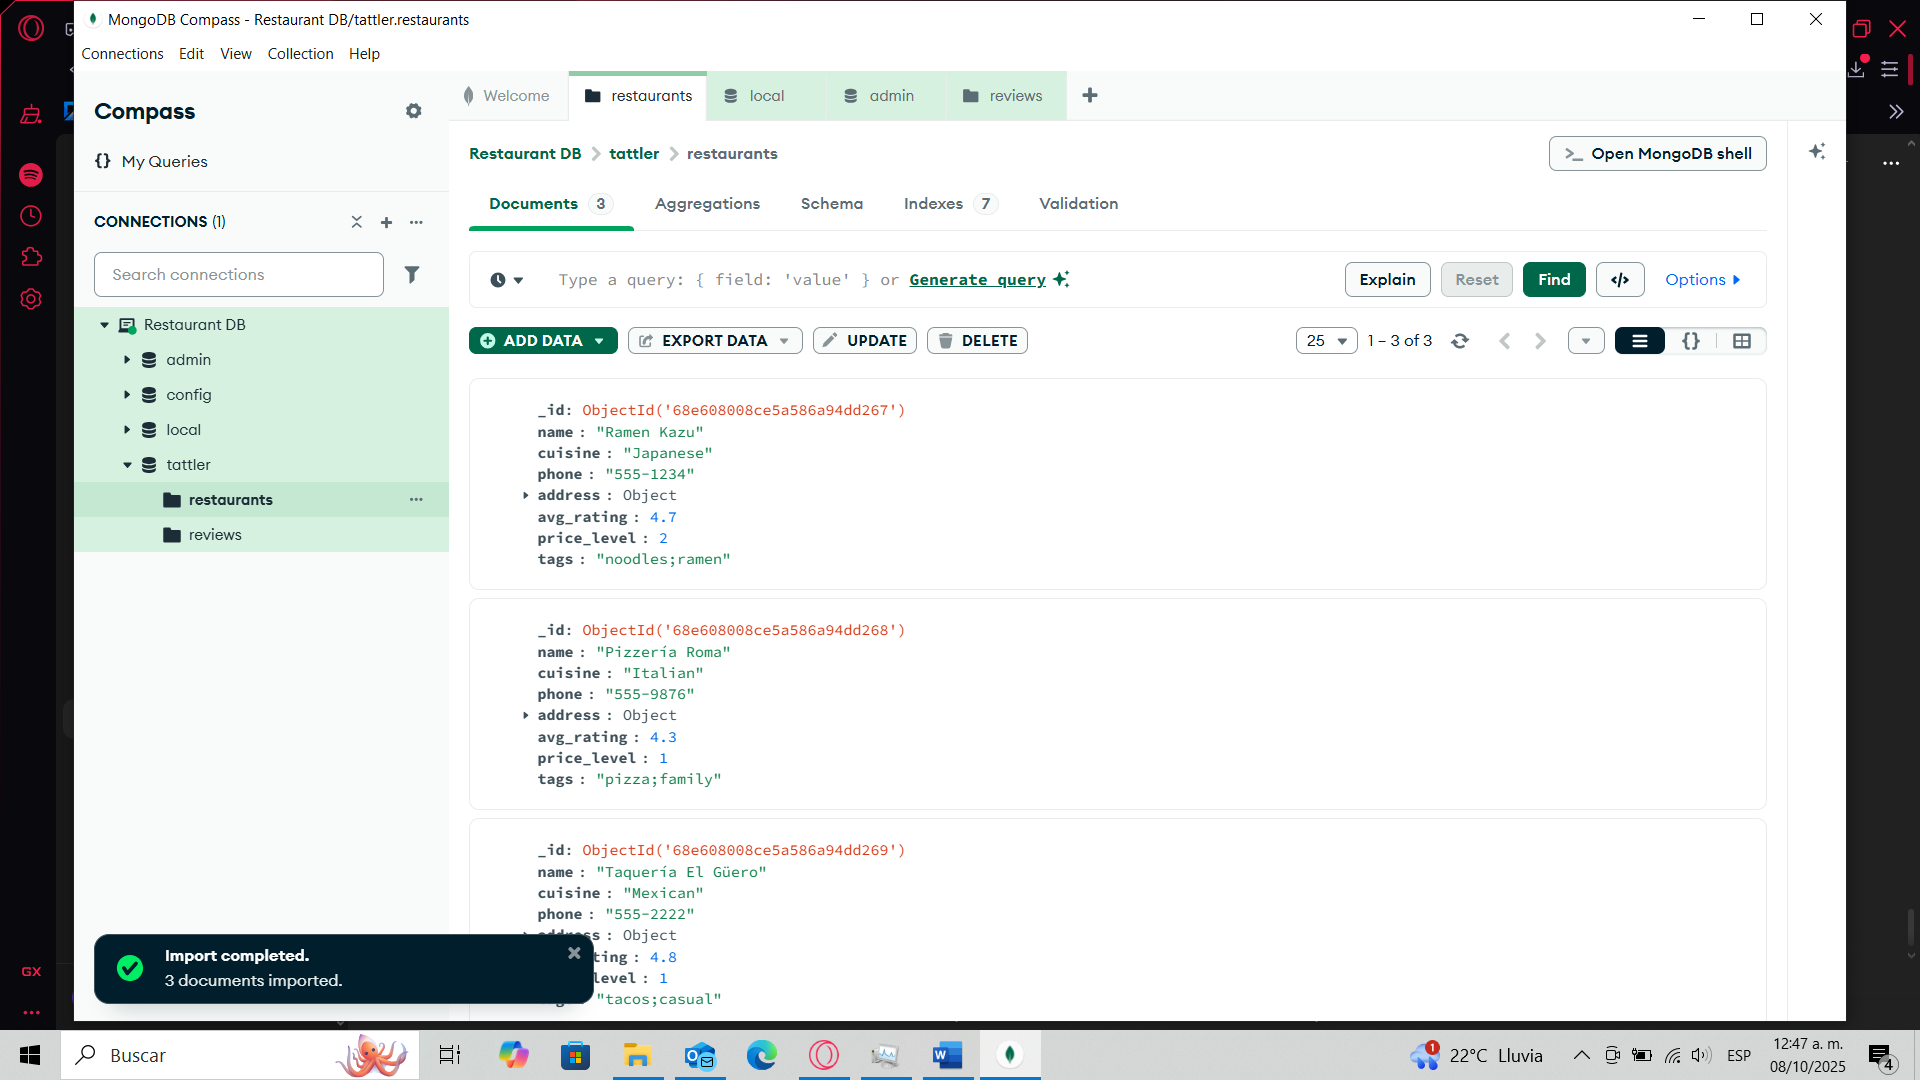 MongoDB Compass - Restaurant DB/tattler.restaurants
Connections Edit View Collection Help
Compass
My Queries
CONNECTIONS (1)
Search connections
Restaurant DB
admin
config
local
tattler
restaurants
reviews
Welcome
restaurants
local
admin
reviews
Restaurant DB > tattler > restaurants
>_ Open MongoDB shell
Documents 3
Aggregations
Schema
Indexes 7
Validation
Type a query: { field: 'value' } or Generate query
Explain
Reset
Find
</>
Options
ADD DATA
EXPORT DATA
UPDATE
DELETE
25
1 – 3 of 3
{}
_id: ObjectId('68e608008ce5a586a94dd267')
name : "Ramen Kazu"
cuisine : "Japanese"
phone : "555-1234"
address : Object
avg_rating : 4.7
price_level : 2
tags : "noodles;ramen"
_id: ObjectId('68e608008ce5a586a94dd268')
name : "Pizzería Roma"
cuisine : "Italian"
phone : "555-9876"
address : Object
avg_rating : 4.3
price_level : 1
tags : "pizza;family"
_id: ObjectId('68e608008ce5a586a94dd269')
name : "Taquería El Güero"
cuisine : "Mexican"
phone : "555-2222"
: Object
ting : 4.8
level : 1
"tacos;casual"
Import completed.
3 documents imported.
GX
Buscar
1
22°C Lluvia
ESP
12:47 a. m.
08/10/2025
4